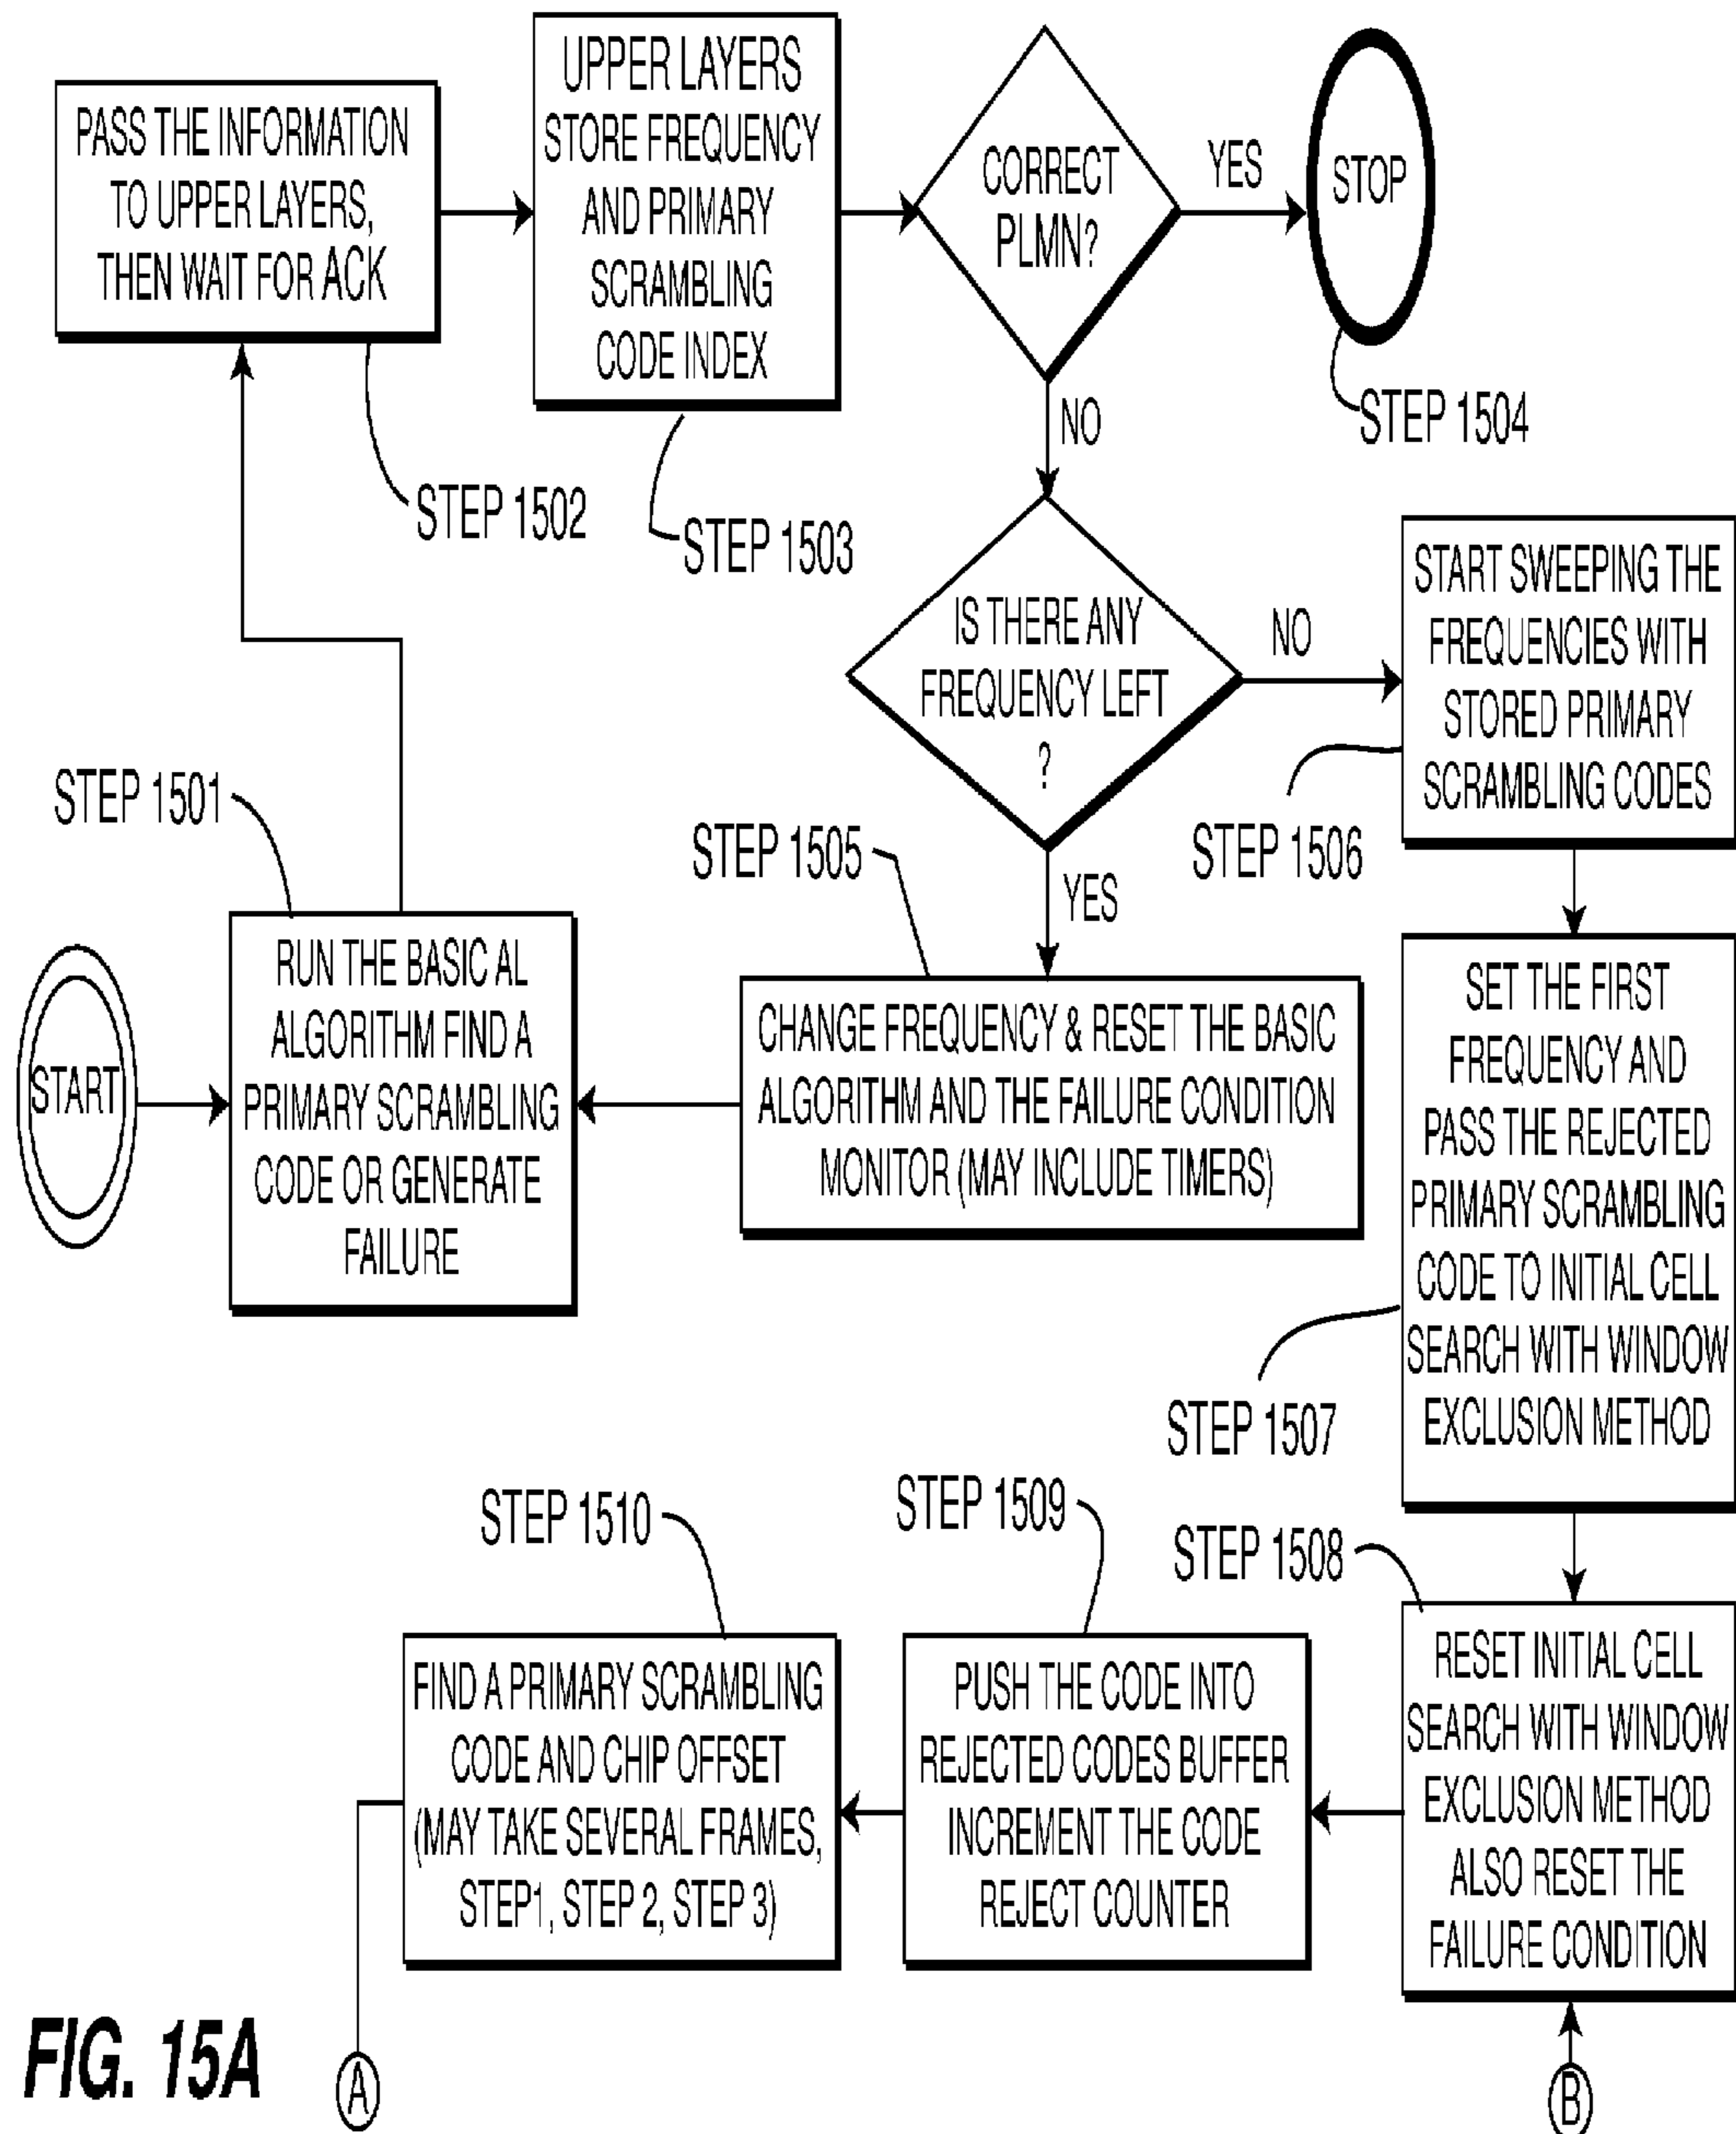 PASS THE INFORMATION
TO UPPER LAYERS,
THEN WAIT FOR ACK
STEP 1502
UPPER LAYERS
STORE FREQUENCY
AND PRIMARY
SCRAMBLING
CODE INDEX
STEP 1503
CORRECT
PLMN?
YES
STOP
STEP 1504
NO
IS THERE ANY
FREQUENCY LEFT
?
NO
START SWEEPING THE
FREQUENCIES WITH
STORED PRIMARY
SCRAMBLING CODES
STEP 1506
YES
STEP 1505
CHANGE FREQUENCY & RESET THE BASIC
ALGORITHM AND THE FAILURE CONDITION
MONITOR (MAY INCLUDE TIMERS)
STEP 1501
START
RUN THE BASIC AL
ALGORITHM FIND A
PRIMARY SCRAMBLING
CODE OR GENERATE
FAILURE
SET THE FIRST
FREQUENCY AND
PASS THE REJECTED
PRIMARY SCRAMBLING
CODE TO INITIAL CELL
SEARCH WITH WINDOW
EXCLUSION METHOD
STEP 1507
STEP 1508
RESET INITIAL CELL
SEARCH WITH WINDOW
EXCLUSION METHOD
ALSO RESET THE
FAILURE CONDITION
STEP 1509
PUSH THE CODE INTO
REJECTED CODES BUFFER
INCREMENT THE CODE
REJECT COUNTER
STEP 1510
FIND A PRIMARY SCRAMBLING
CODE AND CHIP OFFSET
(MAY TAKE SEVERAL FRAMES,
STEP1, STEP 2, STEP 3)
FIG. 15A
A
B